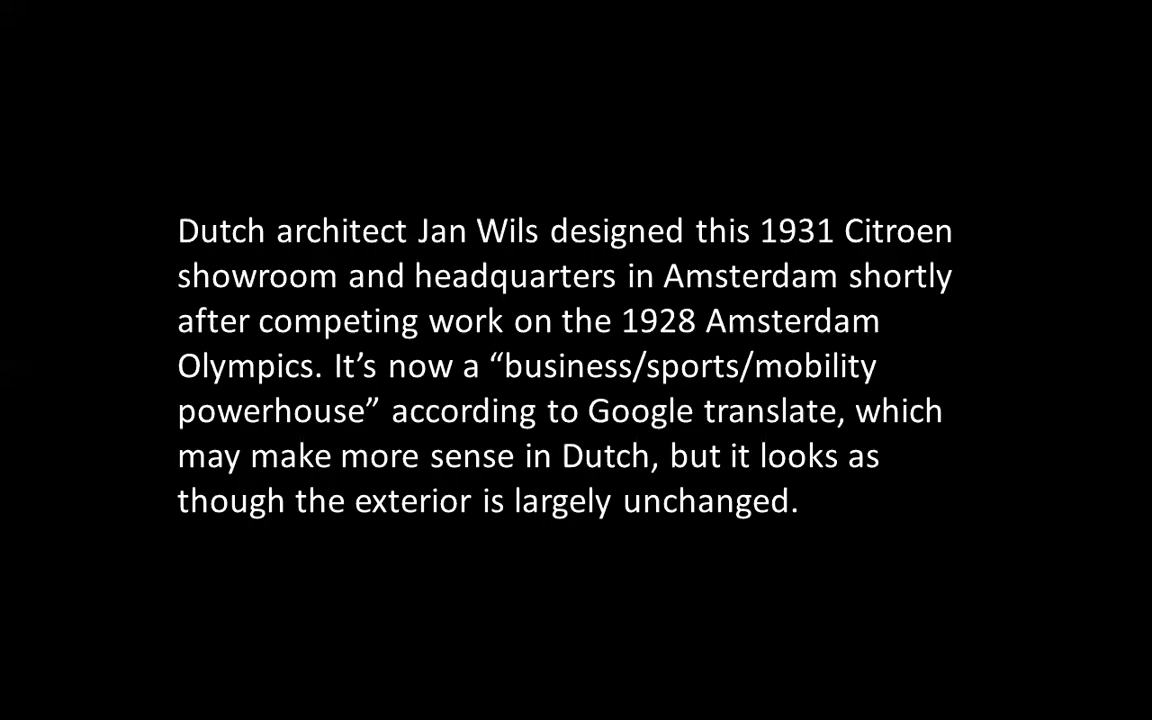 Dutch architect Jan Wils designed this 1931 Citroen
showroom and headquarters in Amsterdam shortly
after competing work on the 1928 Amsterdam
Olympics. It’s now a “business/sports/mobility
powerhouse” according to Google translate, which
may make more sense in Dutch, but it looks as
though the exterior is largely unchanged.